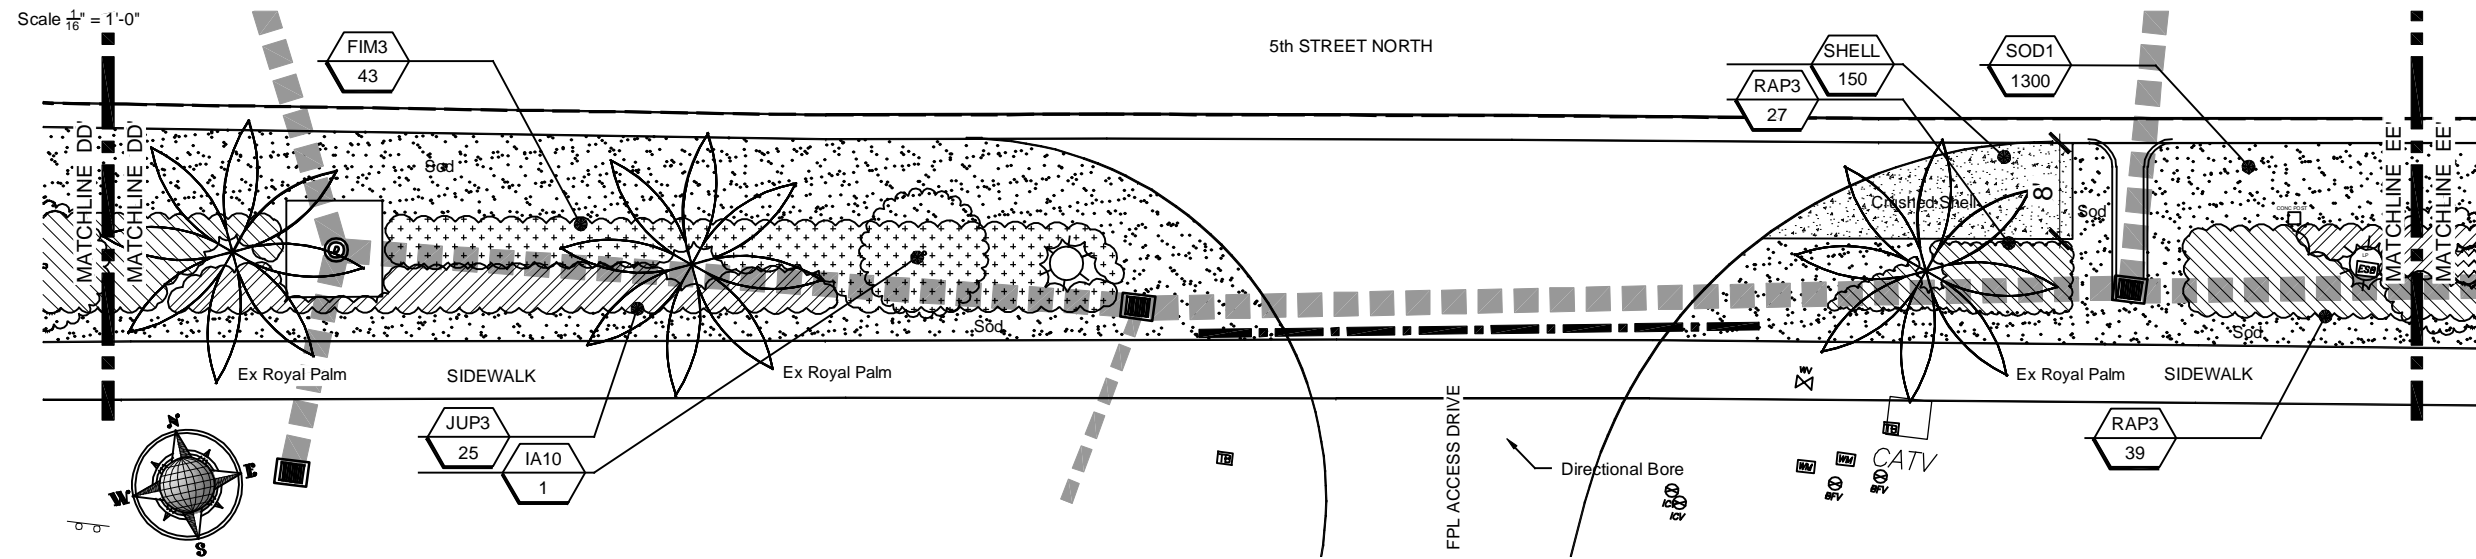 Scale 1/16" = 1'-0"
FIM3
43
5th STREET NORTH
SHELL
150
SOD1
1300
RAP3
27
MATCHLINE DD'
MATCHLINE DD'
Sod
Crushed Shell
8'
Sod
CONC POST
MATCHLINE EE'
MATCHLINE EE'
D
LP
ESB
Sod
Sod
Ex Royal Palm
SIDEWALK
Ex Royal Palm
WV
Ex Royal Palm
SIDEWALK
JUP3
25
IA10
1
N
E
W
S
TB
FPL ACCESS DRIVE
Directional Bore
TB
CATV
WM
WM
BFV
BFV
ICV
ICV
RAP3
39